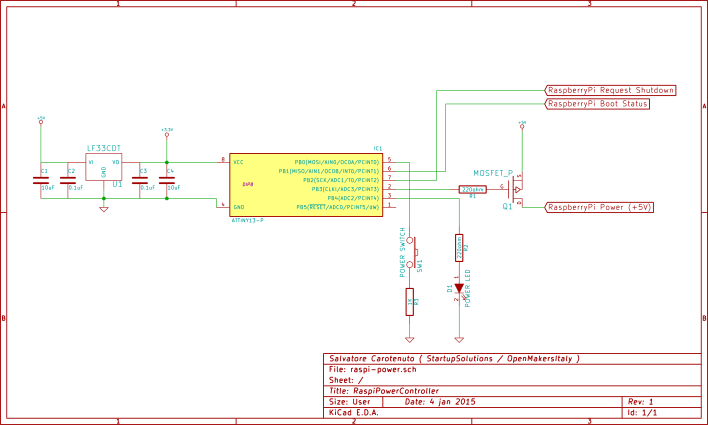 1 2 3
A A
B B
1 2 3
RaspberryPi Request Shutdown
RaspberryPi Boot Status
+5V
+3.3V
+5V
LF33CDT
VI VO
GND
U1
C1
10uF
C2
0.1uF
C3
0.1uF
C4
10uF
IC1
8 VCC
4 GND
DIP8
PB0(MOSI/AIN0/OC0A/PCINT0) 5
PB1(MISO/AIN1/OC0B/INT0/PCINT1) 6
PB2(SCK/ADC1/T0/PCINT2) 7
PB3(CLKI/ADC3/PCINT3) 2
PB4(ADC2/PCINT4) 3
PB5(RESET/ADC0/PCINT5/dW) 1
ATTINY13-P
220ohm
R1
MOSFET_P
S
G
D
Q1
RaspberryPi Power (+5V)
POWER SWITCH
SW1
1K
R3
220ohm
R2
1
D1
2
POWER LED
Salvatore Carotenuto ( StartupSolutions / OpenMakersItaly )
File: raspi-power.sch
Sheet: /
Title: RaspiPowerController
Size: User Date: 4 jan 2015 Rev: 1
KiCad E.D.A. Id: 1/1